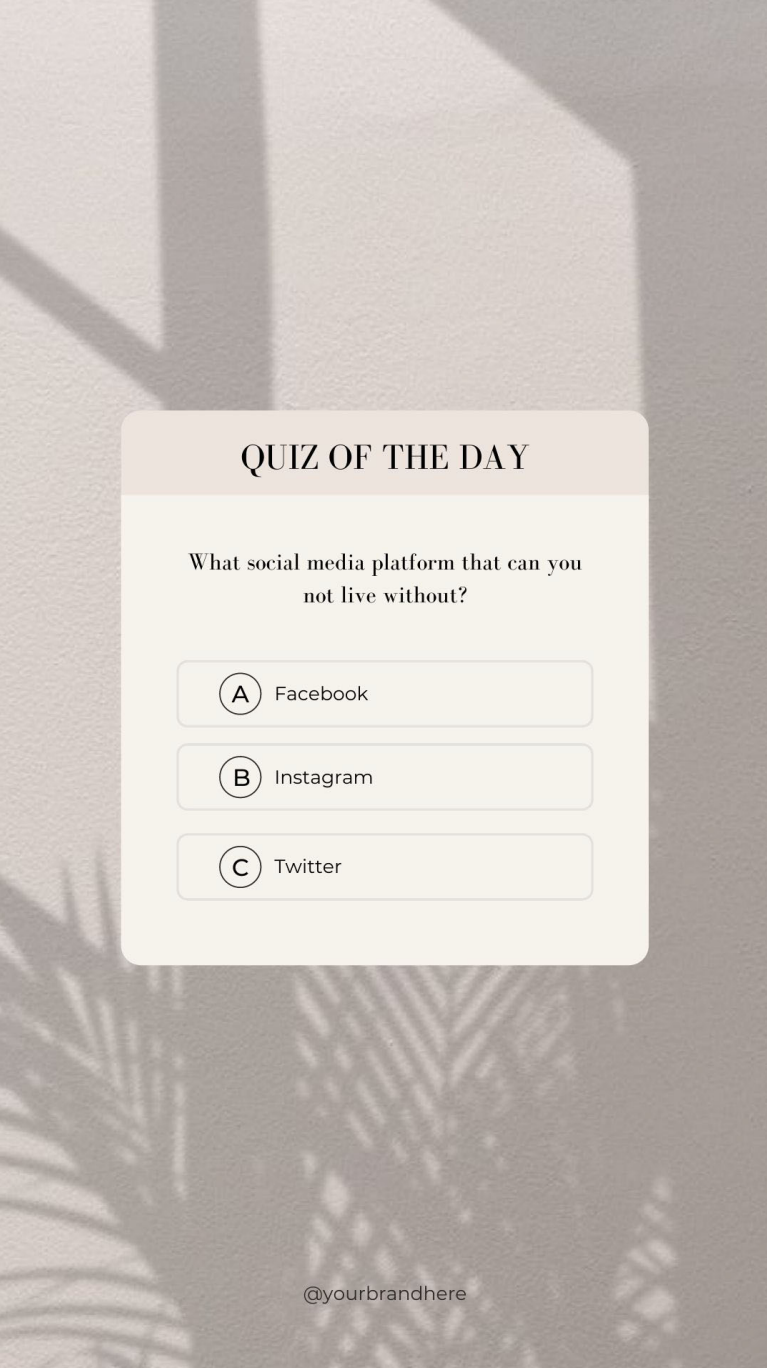 QUIZ OF THE DAY
What social media platform that can you
not live without?
A Facebook
B Instagram
C Twitter
@yourbrandhere